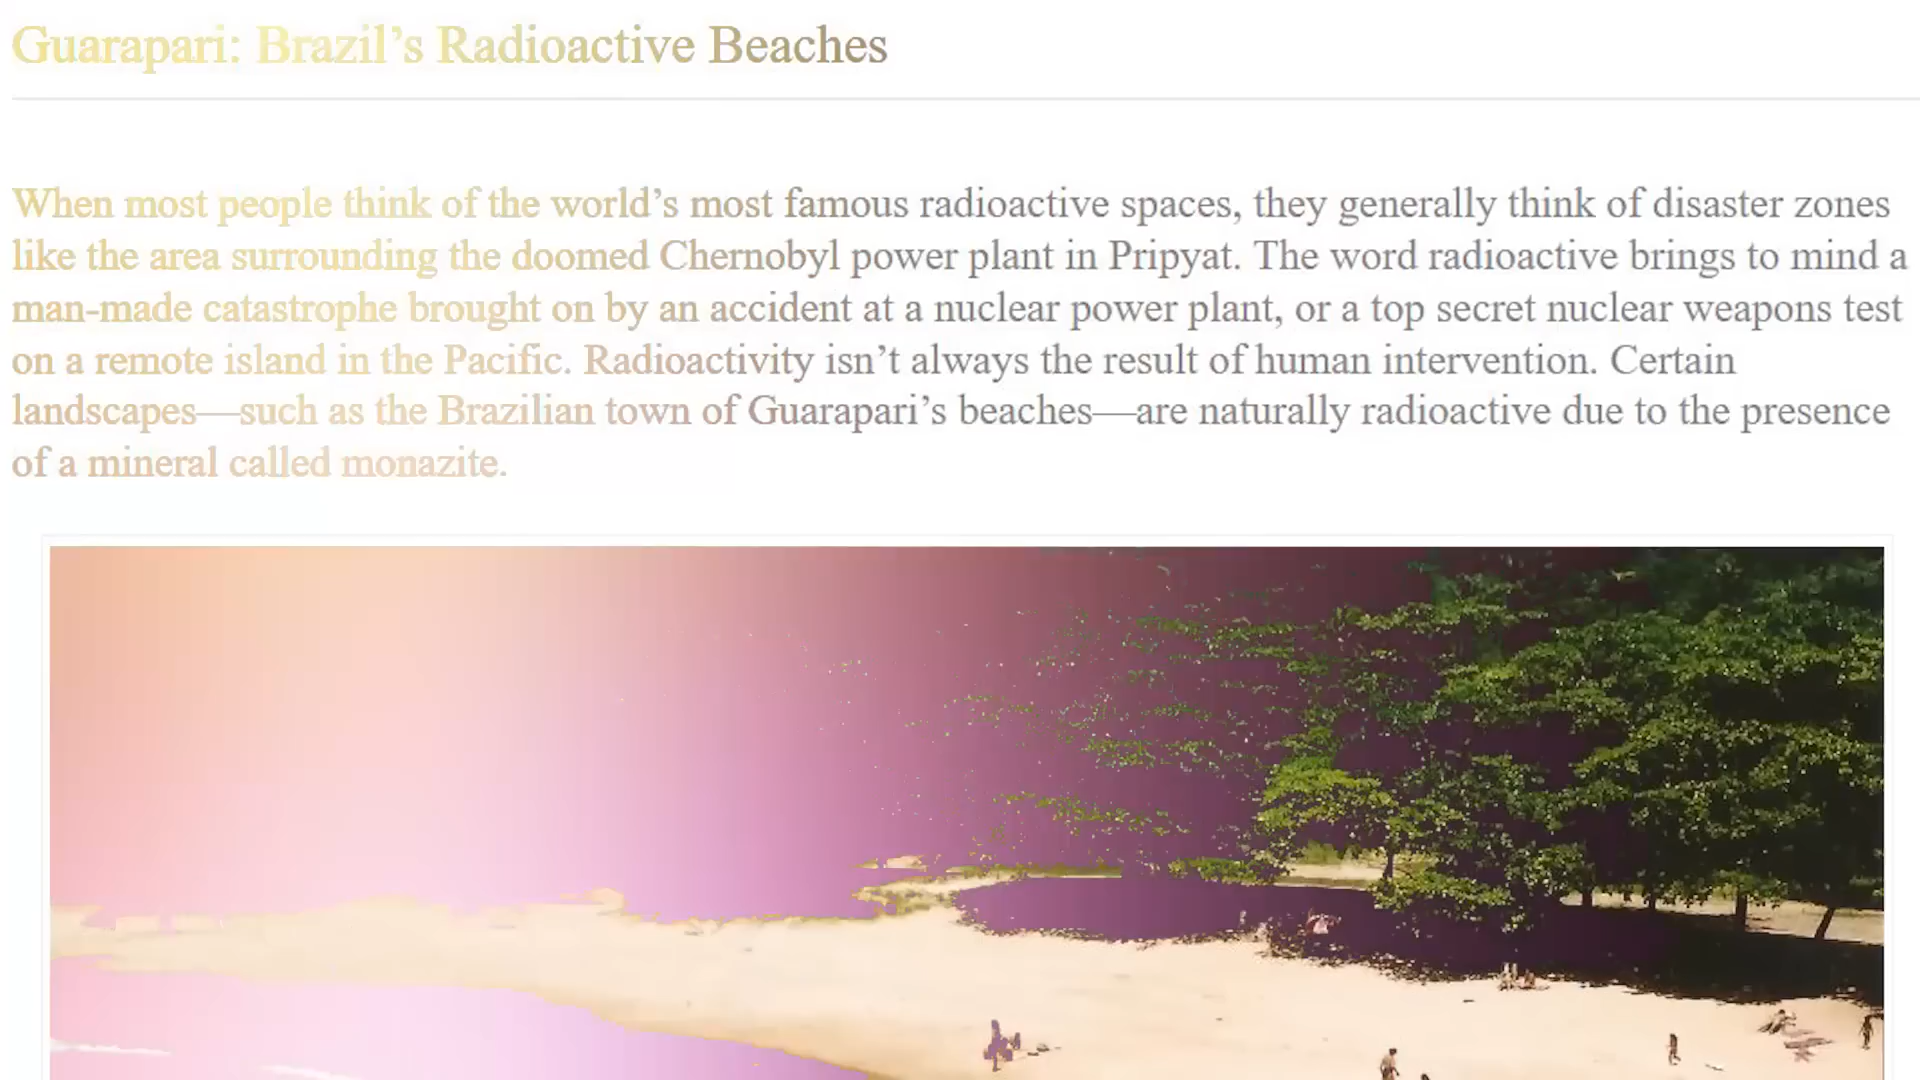 Guarapari: Brazil’s Radioactive Beaches
When most people think of the world’s most famous radioactive spaces, they generally think of disaster zones
like the area surrounding the doomed Chernobyl power plant in Pripyat. The word radioactive brings to mind a
man-made catastrophe brought on by an accident at a nuclear power plant, or a top secret nuclear weapons test
on a remote island in the Pacific. Radioactivity isn’t always the result of human intervention. Certain
landscapes—such as the Brazilian town of Guarapari’s beaches—are naturally radioactive due to the presence
of a mineral called monazite.